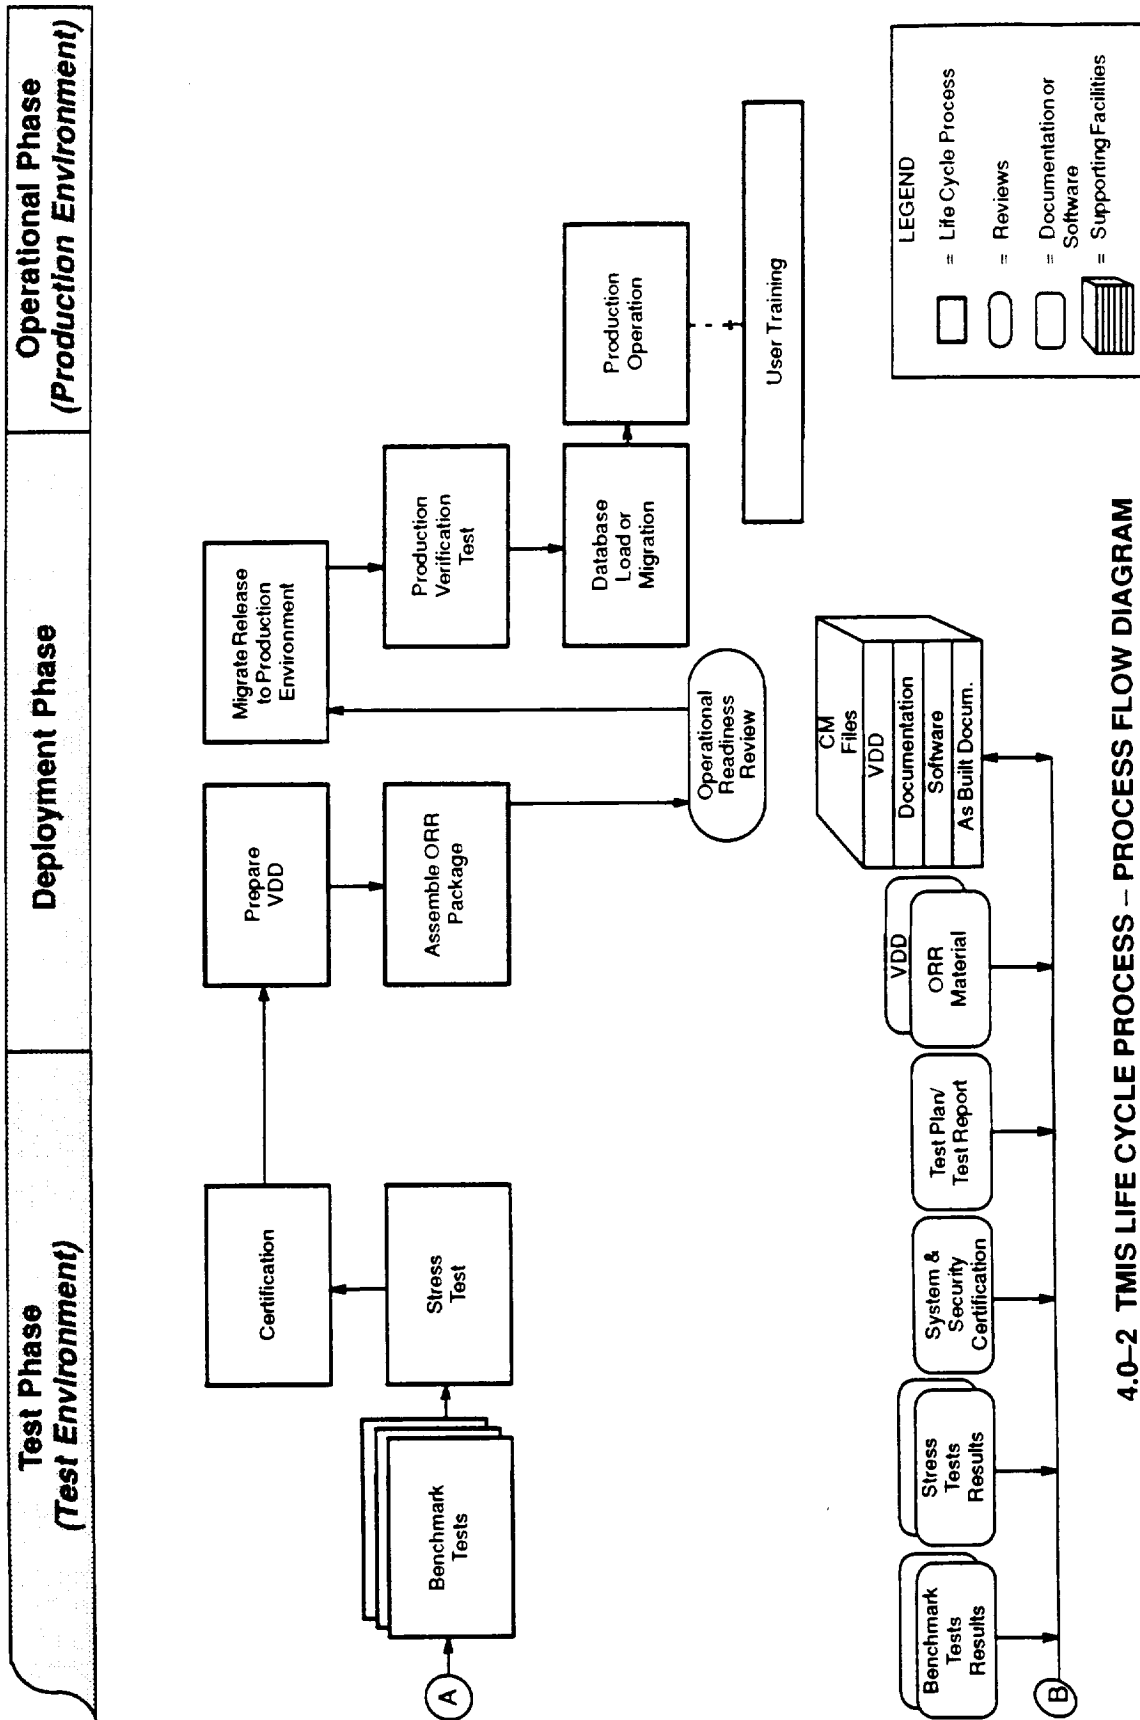 Test Phase
(Test Environment)
Deployment Phase
Operational Phase
(Production Environment)
Certification
Prepare
VDD
Migrate Release
to Production
Environment
A
Benchmark
Tests
Stress
Test
Assemble ORR
Package
Production
Verification
Test
Database
Load or
Migration
Production
Operation
Operational
Readiness
Review
User Training
CM
Files
VDD
Documentation
Software
As Built Docum.
Benchmark
Tests
Results
Stress
Tests
Results
System &
Security
Certification
Test Plan/
Test Report
VDD
ORR
Material
B
LEGEND
= Life Cycle Process
= Reviews
= Documentation or
Software
= Supporting Facilities
4.0–2 TMIS LIFE CYCLE PROCESS – PROCESS FLOW DIAGRAM